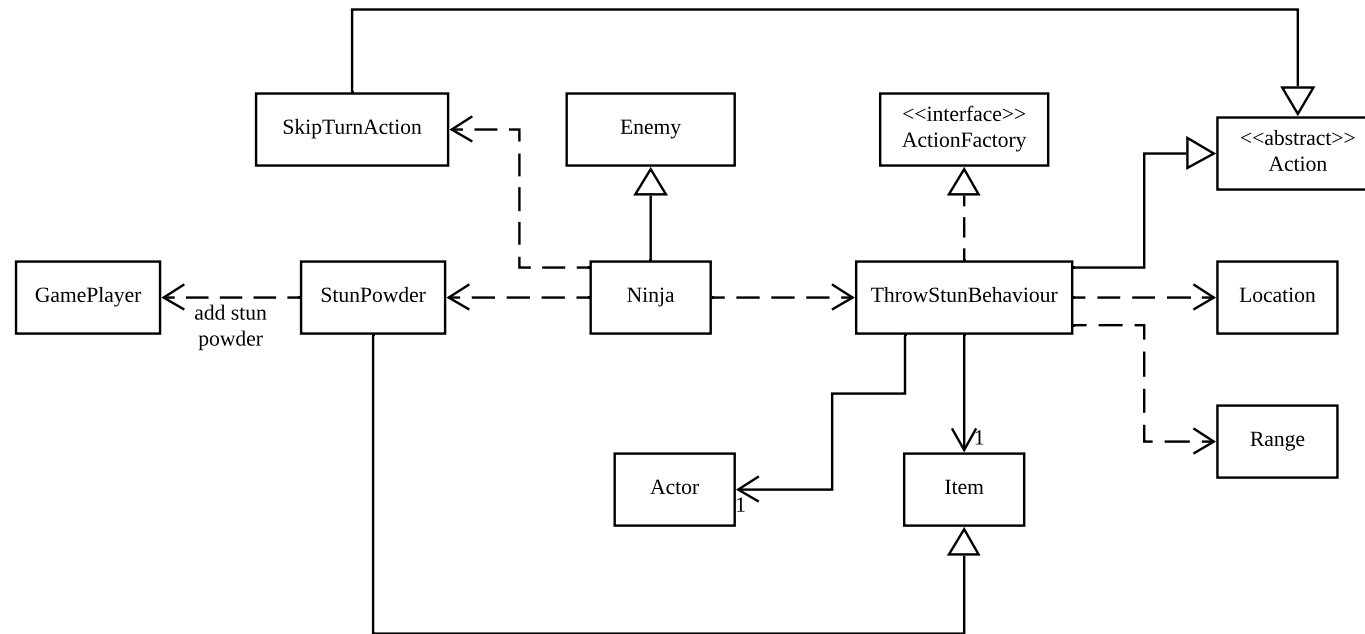 SkipTurnAction
Enemy
<<interface>>
ActionFactory
<<abstract>>
Action
GamePlayer
add stun
powder
StunPowder
Ninja
ThrowStunBehaviour
Location
Range
1
Actor
1
Item